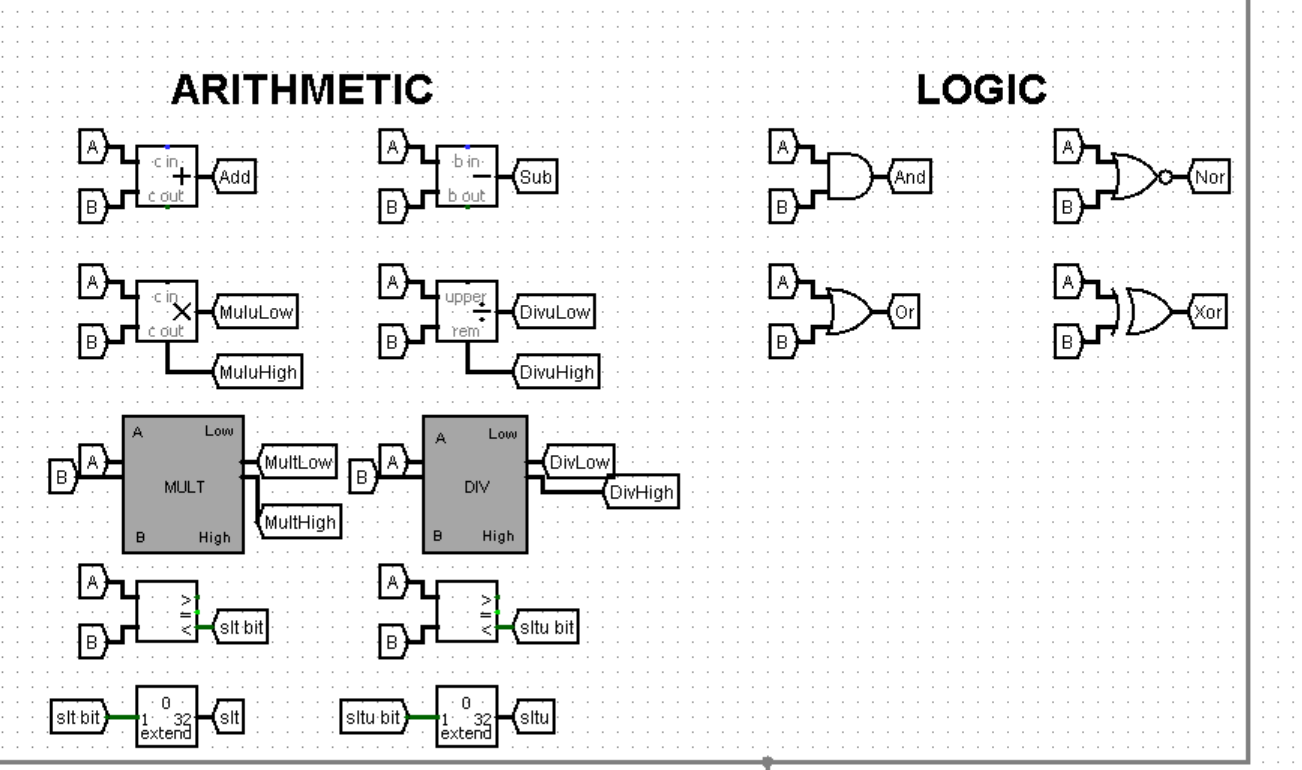 ARITHMETIC
LOGIC
A
c in
+
c out
B
Add
A
b in
−
b out
B
Sub
A
B
And
A
B
Nor
A
c in
×
c out
B
MuluLow
MuluHigh
A
upper
÷
rem
B
DivuLow
DivuHigh
A
B
Or
A
B
Xor
A
B
A Low
MULT
B High
MultLow
MultHigh
A
B
A Low
DIV
B High
DivLow
DivHigh
A
B
>
=
<
slt bit
A
B
>
=
<
sltu bit
slt bit
0
1 32
extend
slt
sltu bit
0
1 32
extend
sltu